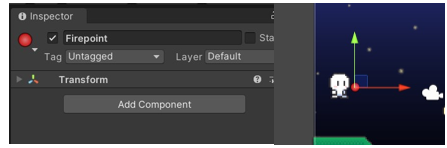 Inspector
Firepoint
Sta
Tag Untagged Layer Default
Transform
Add Component